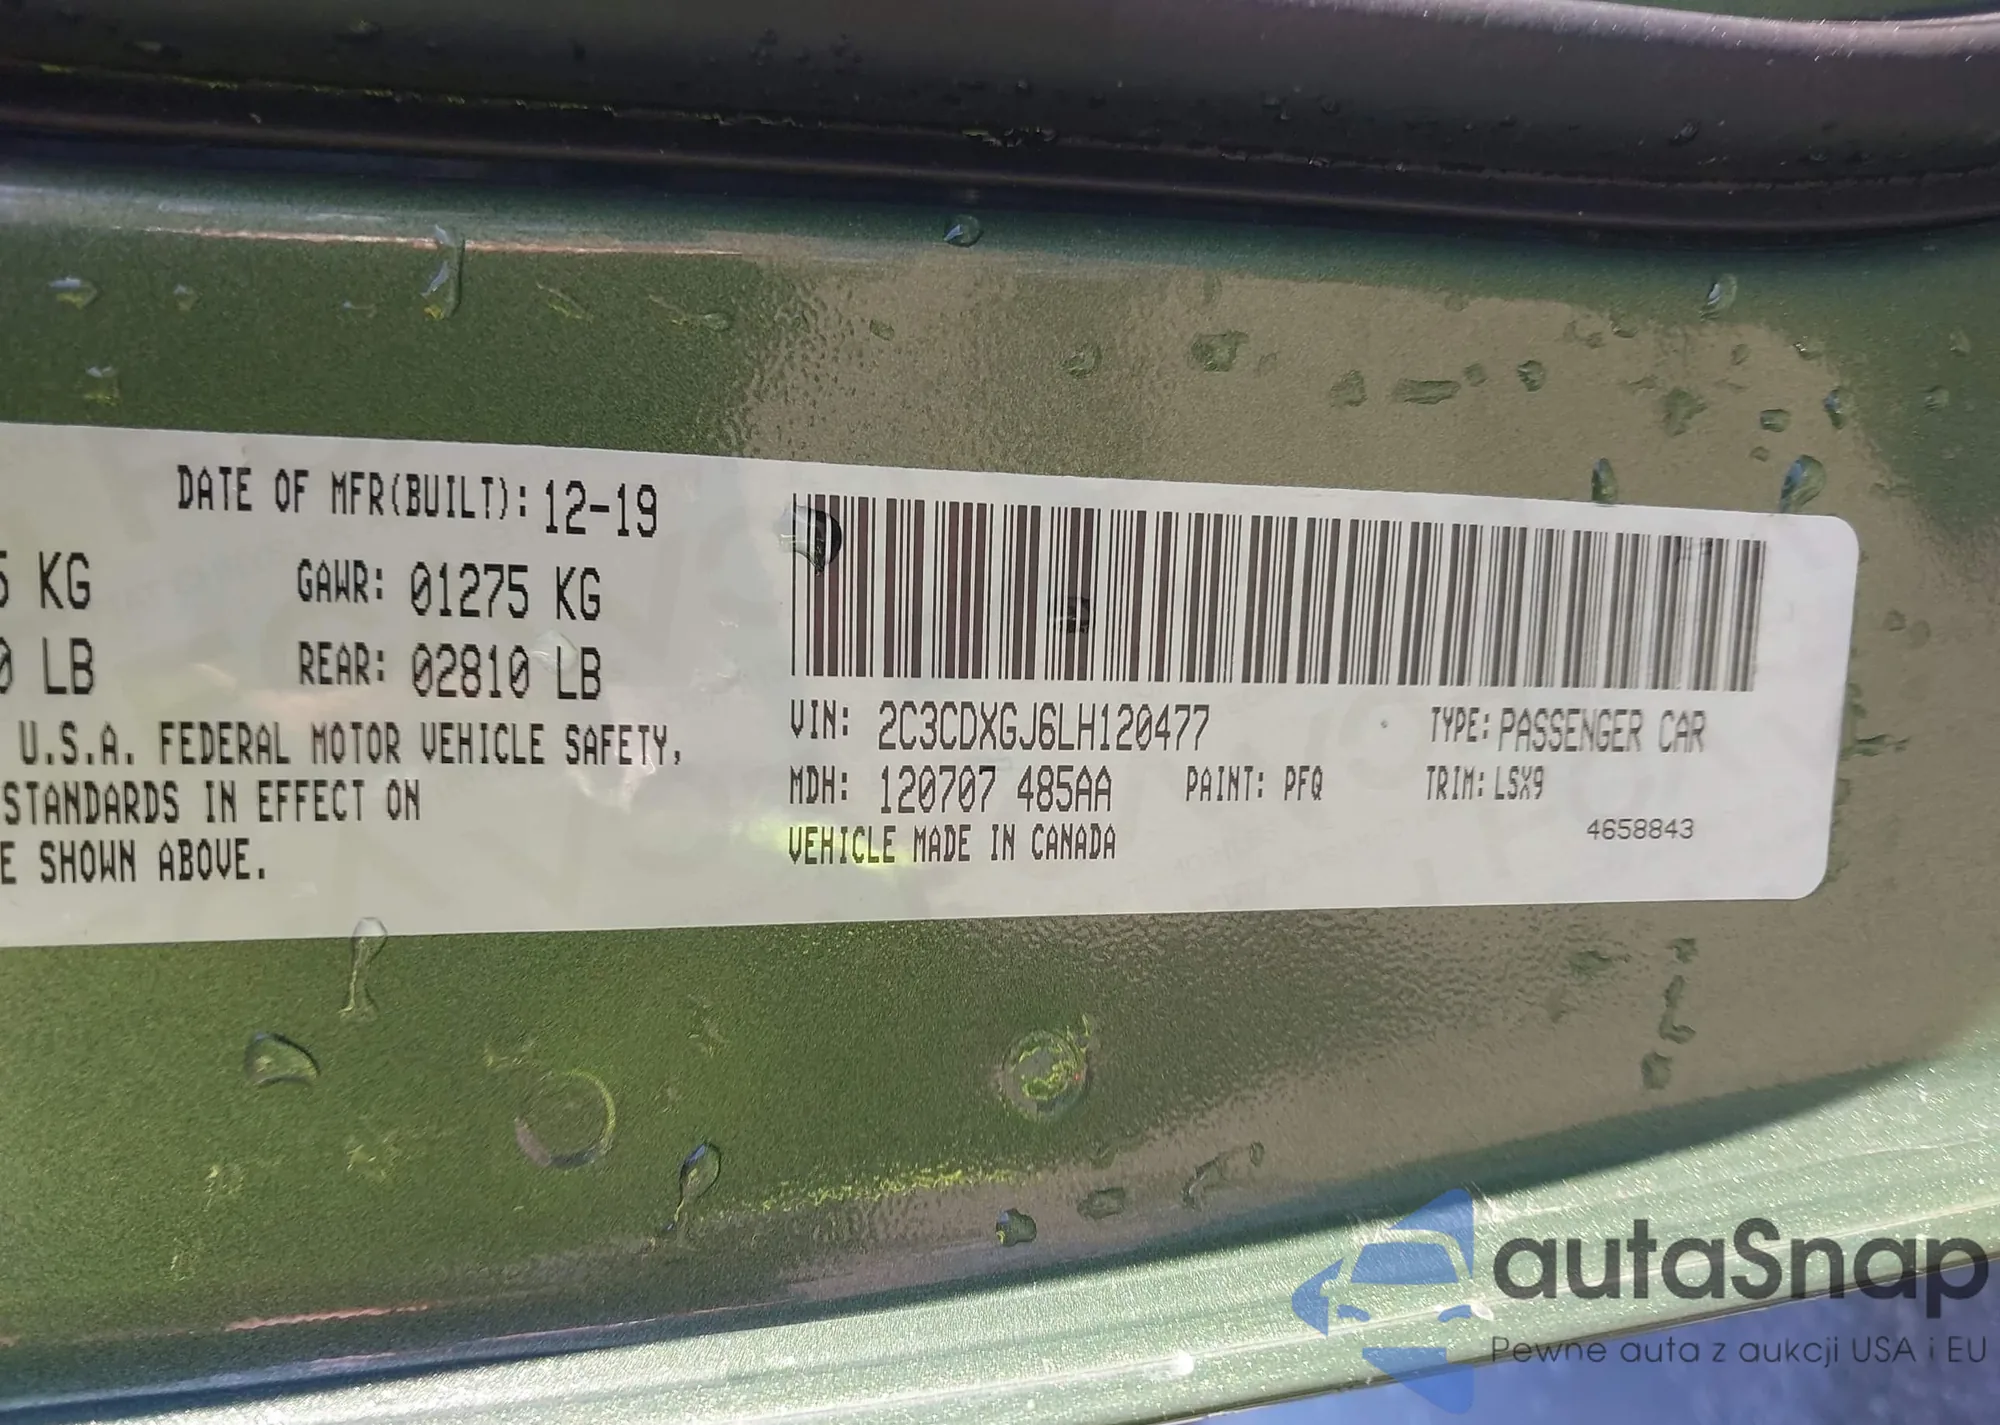 DATE OF MFR(BUILT): 12-19
5 KG GAWR: 01275 KG
0 LB REAR: 02810 LB
U.S.A. FEDERAL MOTOR VEHICLE SAFETY,
STANDARDS IN EFFECT ON
E SHOWN ABOVE.
VIN: 2C3CDXGJ6LH120477 TYPE: PASSENGER CAR
MDH: 120707 485AA PAINT: PFQ TRIM: LSX9
VEHICLE MADE IN CANADA 4658843
autaSnap
Pewne auta z aukcji USA i EU